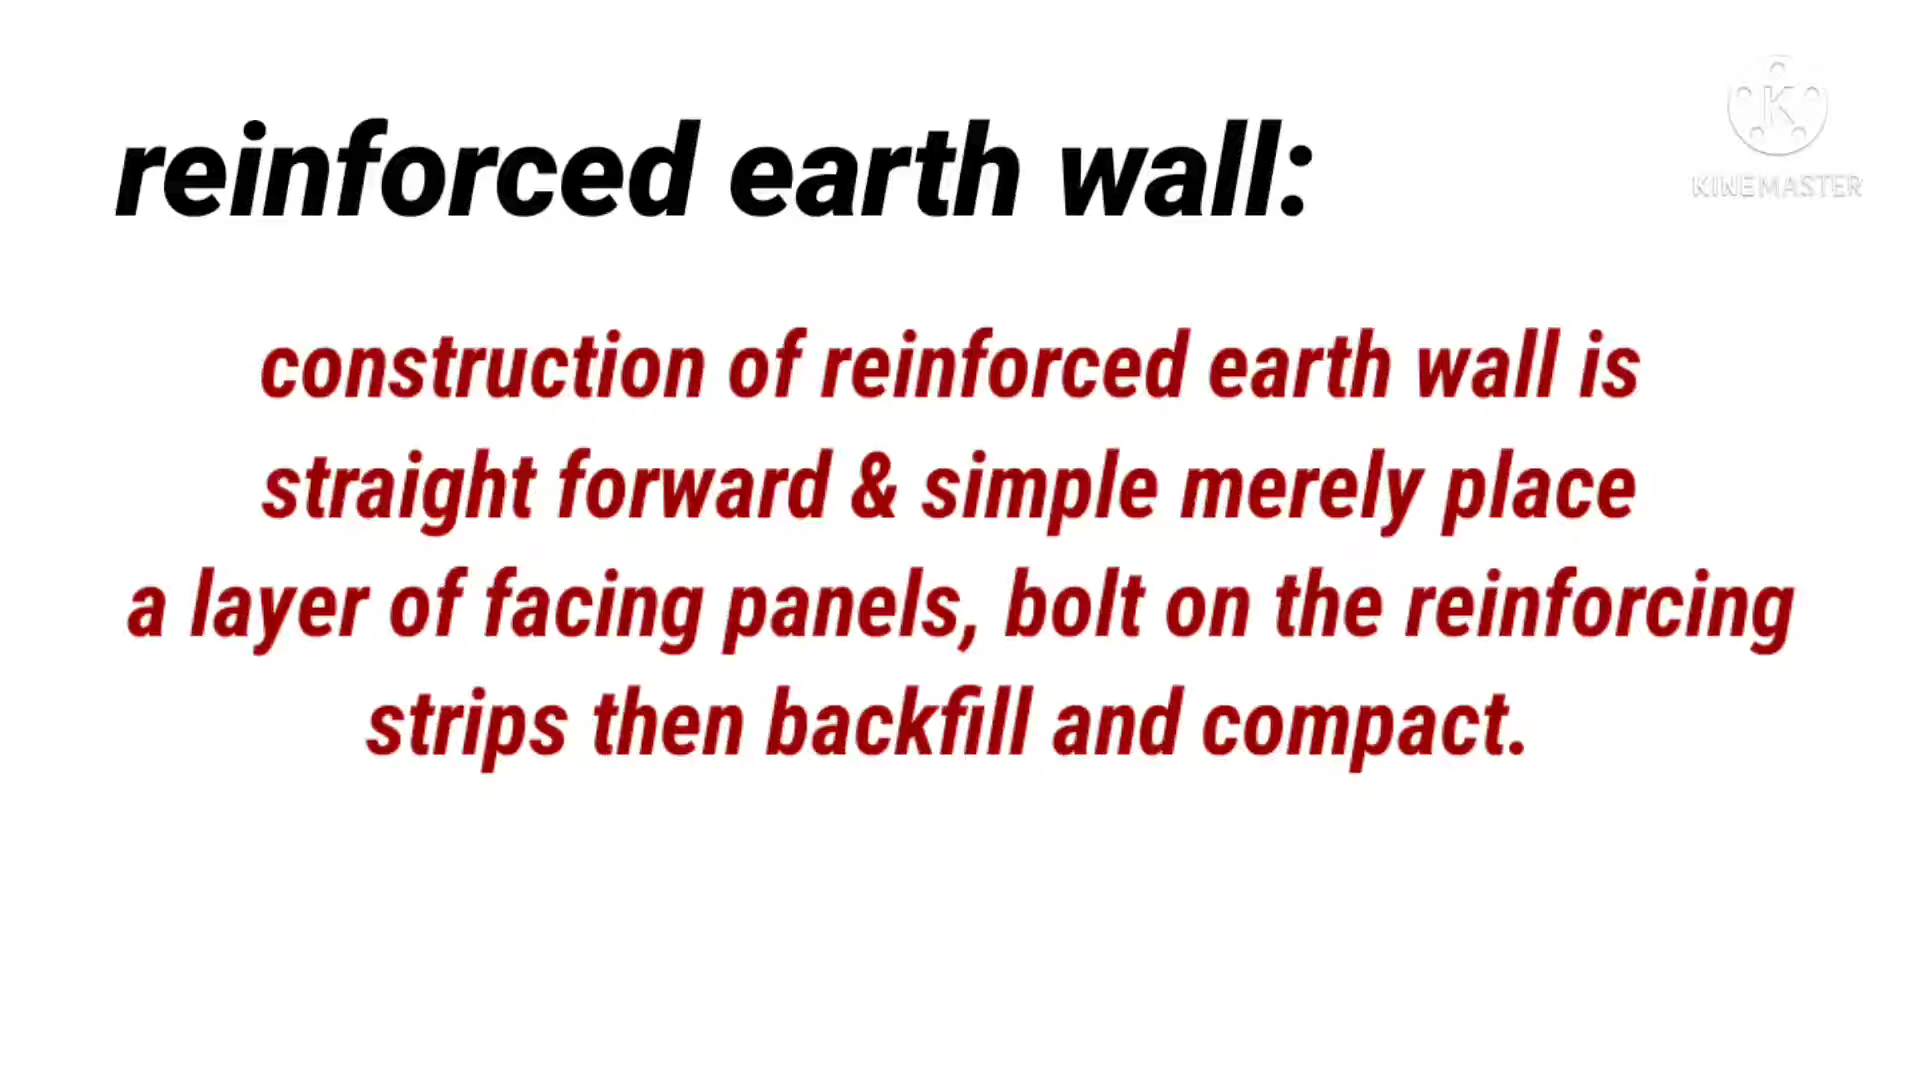 reinforced earth wall:
KINEMASTER
construction of reinforced earth wall is
straight forward & simple merely place
a layer of facing panels, bolt on the reinforcing
strips then backfill and compact.